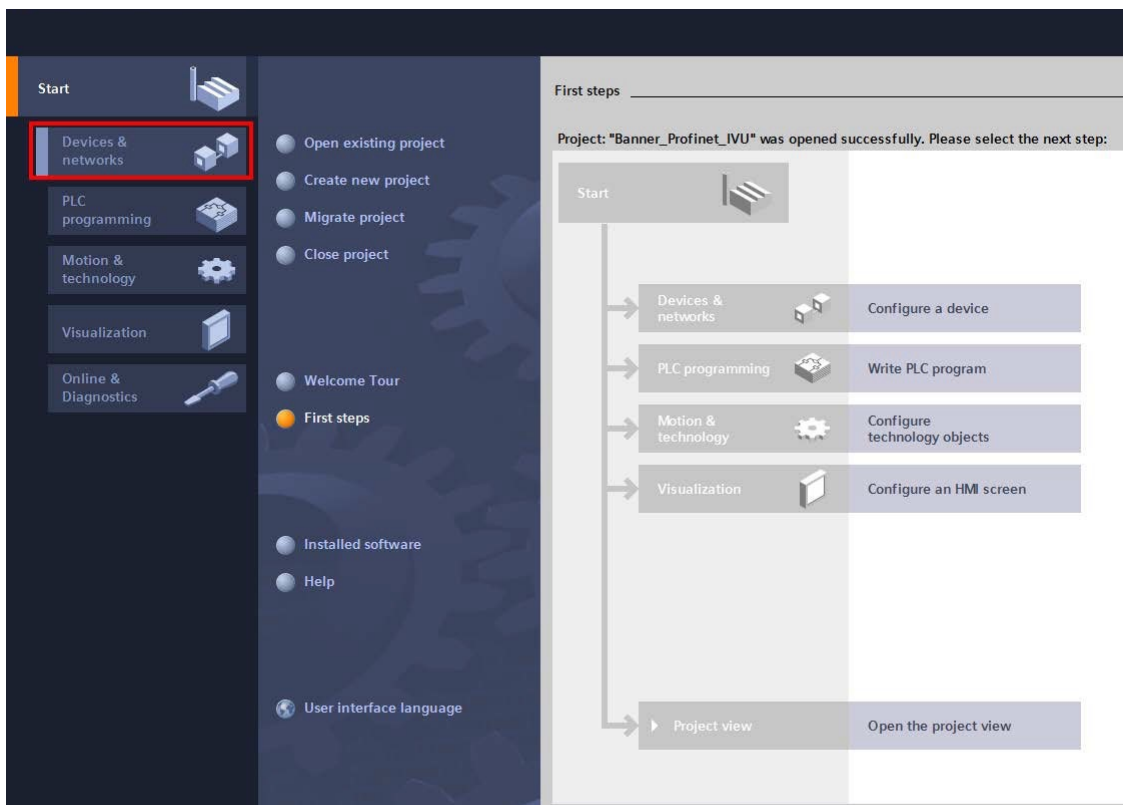 Start
Devices &
networks
PLC
programming
Motion &
technology
Visualization
Online &
Diagnostics
Open existing project
Create new project
Migrate project
Close project
Welcome Tour
First steps
Installed software
Help
User interface language
First steps
Project: "Banner_Profinet_IVU" was opened successfully. Please select the next step:
Start
Devices &
networks
Configure a device
PLC programming
Write PLC program
Motion &
technology
Configure
technology objects
Visualization
Configure an HMI screen
Project view
Open the project view